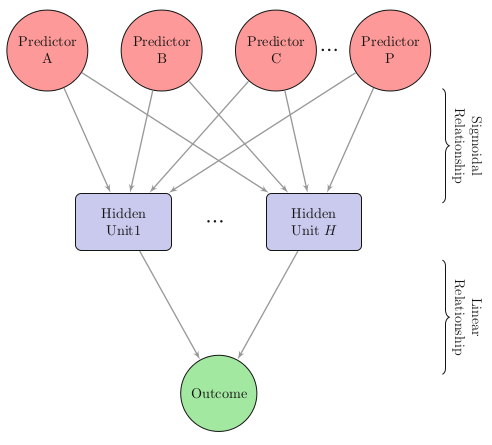 Predictor
A
Predictor
B
Predictor
C
...
Predictor
P
Sigmoidal
Relationship
Hidden
Unit1
...
Hidden
Unit H
Linear
Relationship
Outcome